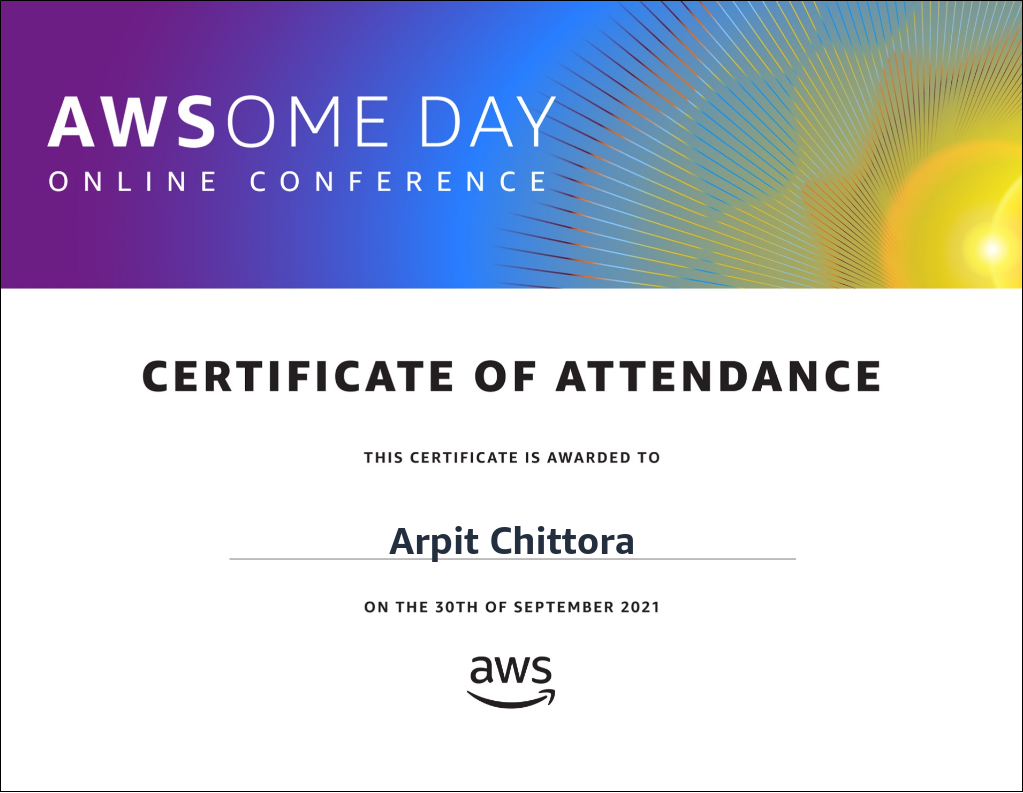 AWSOME DAY
ONLINE CONFERENCE
CERTIFICATE OF ATTENDANCE
THIS CERTIFICATE IS AWARDED TO
Arpit Chittora
ON THE 30TH OF SEPTEMBER 2021
aws